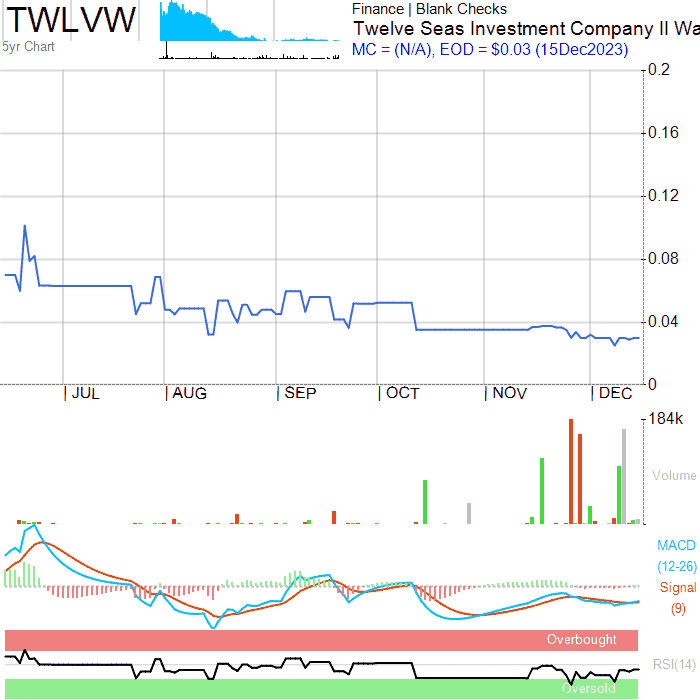 TWLVW
5yr Chart
Finance | Blank Checks
Twelve Seas Investment Company II Wa
MC = (N/A), EOD = $0.03 (15Dec2023)
0.2
0.16
0.12
0.08
0.04
0
| JUL | AUG | SEP | OCT | NOV | DEC
184k
Volume
MACD
(12-26)
Signal
(9)
Overbought
RSI(14)
Oversold